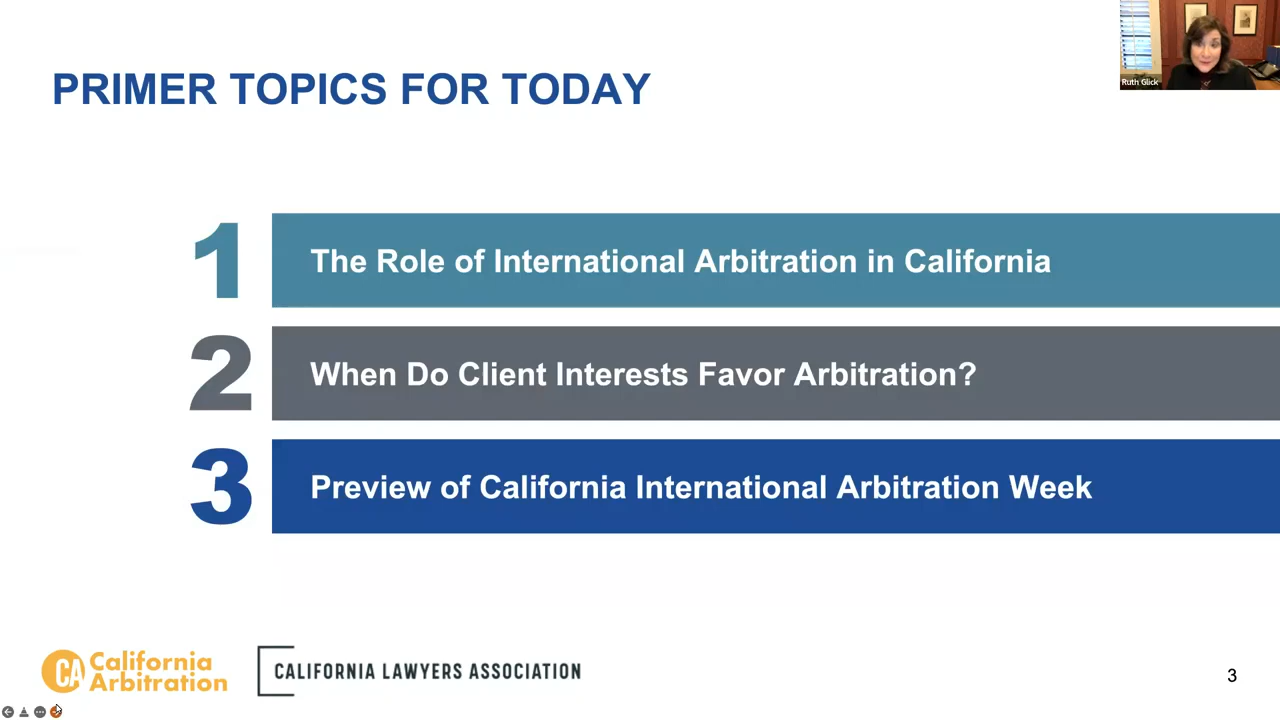 PRIMER TOPICS FOR TODAY
Ruth Glick
1
The Role of International Arbitration in California
2
When Do Client Interests Favor Arbitration?
3
Preview of California International Arbitration Week
CA California
Arbitration
CALIFORNIA LAWYERS ASSOCIATION
3